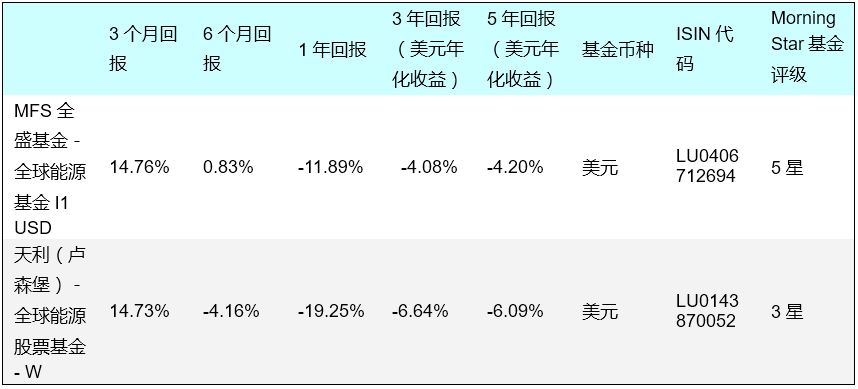 3 个月回报
6 个月回报
1 年回报
3 年回报（美元年化收益）
5 年回报（美元年化收益）
基金币种
ISIN 代码
Morning Star 基金评级
MFS 全盛基金 - 全球能源基金 I1 USD
14.76%
0.83%
-11.89%
-4.08%
-4.20%
美元
LU0406712694
5 星
天利（卢森堡） - 全球能源股票基金 - W
14.73%
-4.16%
-19.25%
-6.64%
-6.09%
美元
LU0143870052
3 星